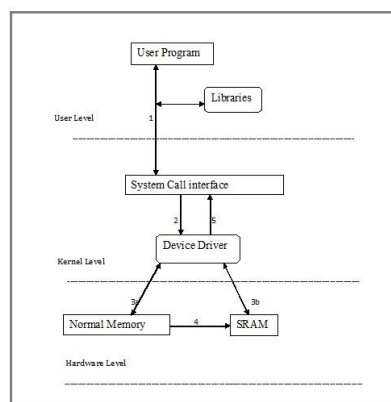 User Program
Libraries
User Level
1
System Call interface
2
5
Device Driver
Kernel Level
3a
3b
Normal Memory
4
SRAM
Hardware Level